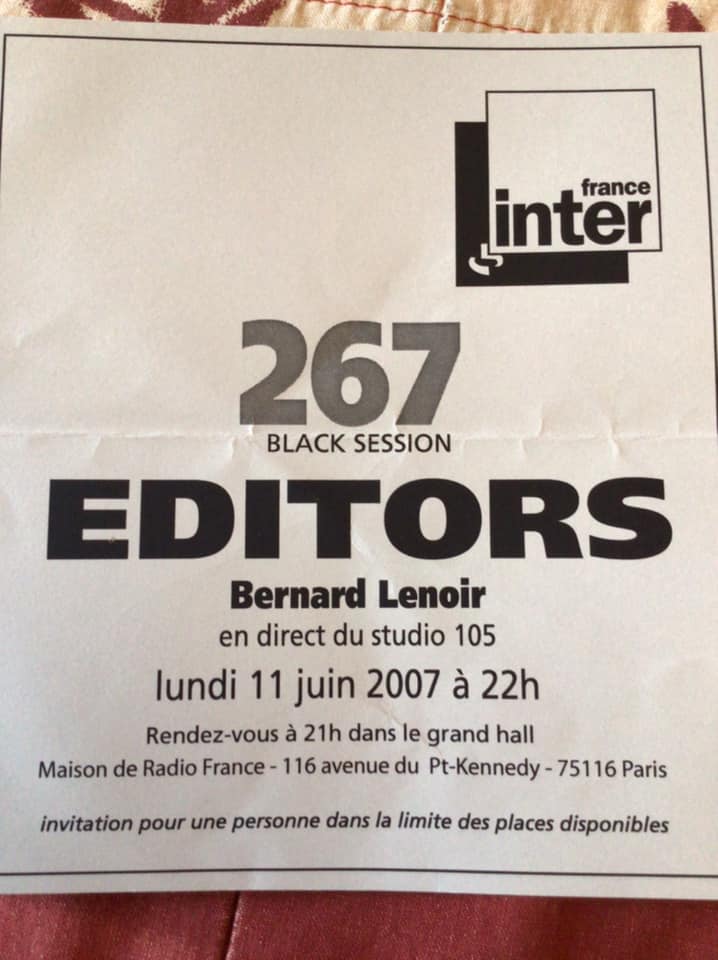 france
inter
267
BLACK SESSION
EDITORS
Bernard Lenoir
en direct du studio 105
lundi 11 juin 2007 à 22h
Rendez-vous à 21h dans le grand hall
Maison de Radio France - 116 avenue du Pt-Kennedy - 75116 Paris
invitation pour une personne dans la limite des places disponibles